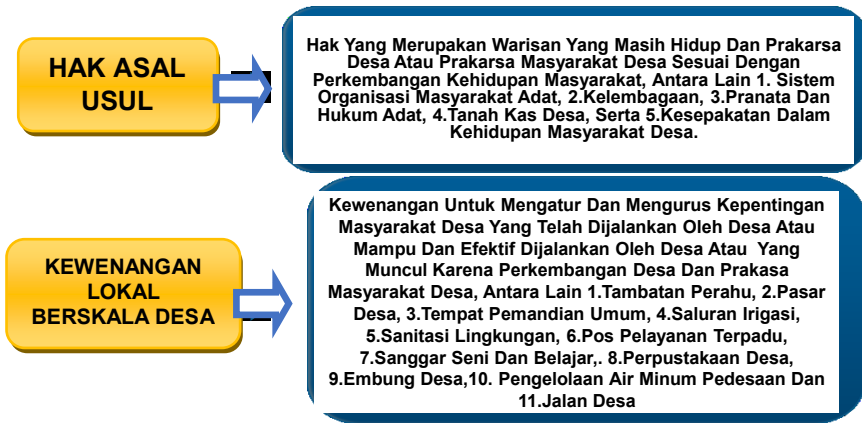 HAK ASAL
USUL
Hak Yang Merupakan Warisan Yang Masih Hidup Dan Prakarsa
Desa Atau Prakarsa Masyarakat Desa Sesuai Dengan
Perkembangan Kehidupan Masyarakat, Antara Lain 1. Sistem
Organisasi Masyarakat Adat, 2.Kelembagaan, 3.Pranata Dan
Hukum Adat, 4.Tanah Kas Desa, Serta 5.Kesepakatan Dalam
Kehidupan Masyarakat Desa.
KEWENANGAN
LOKAL
BERSKALA DESA
Kewenangan Untuk Mengatur Dan Mengurus Kepentingan
Masyarakat Desa Yang Telah Dijalankan Oleh Desa Atau
Mampu Dan Efektif Dijalankan Oleh Desa Atau Yang
Muncul Karena Perkembangan Desa Dan Prakasa
Masyarakat Desa, Antara Lain 1.Tambatan Perahu, 2.Pasar
Desa, 3.Tempat Pemandian Umum, 4.Saluran Irigasi,
5.Sanitasi Lingkungan, 6.Pos Pelayanan Terpadu,
7.Sanggar Seni Dan Belajar,. 8.Perpustakaan Desa,
9.Embung Desa,10. Pengelolaan Air Minum Pedesaan Dan
11.Jalan Desa